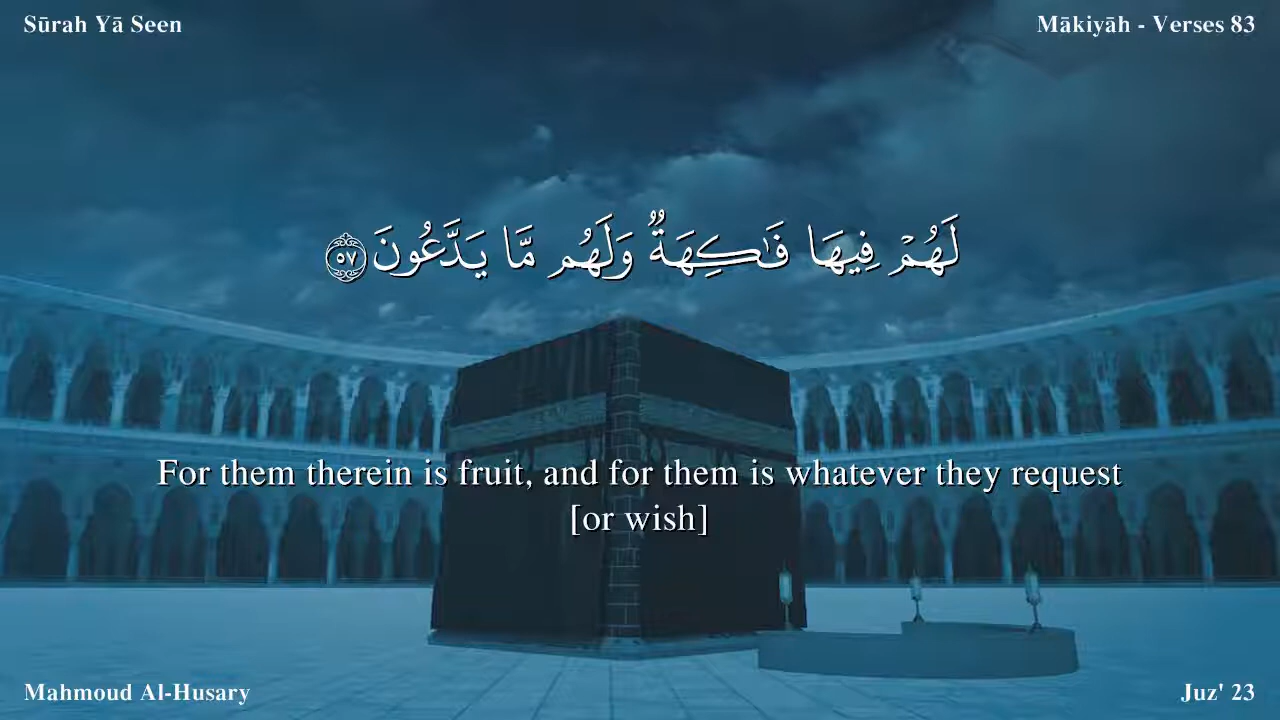 Sūrah Yā Seen
Mākiyāh - Verses 83
لَهُمْ فِيهَا فَٰكِهَةٌ وَلَهُم مَّا يَدَّعُونَ ٥٧
For them therein is fruit, and for them is whatever they request
[or wish]
Mahmoud Al-Husary
Juz' 23